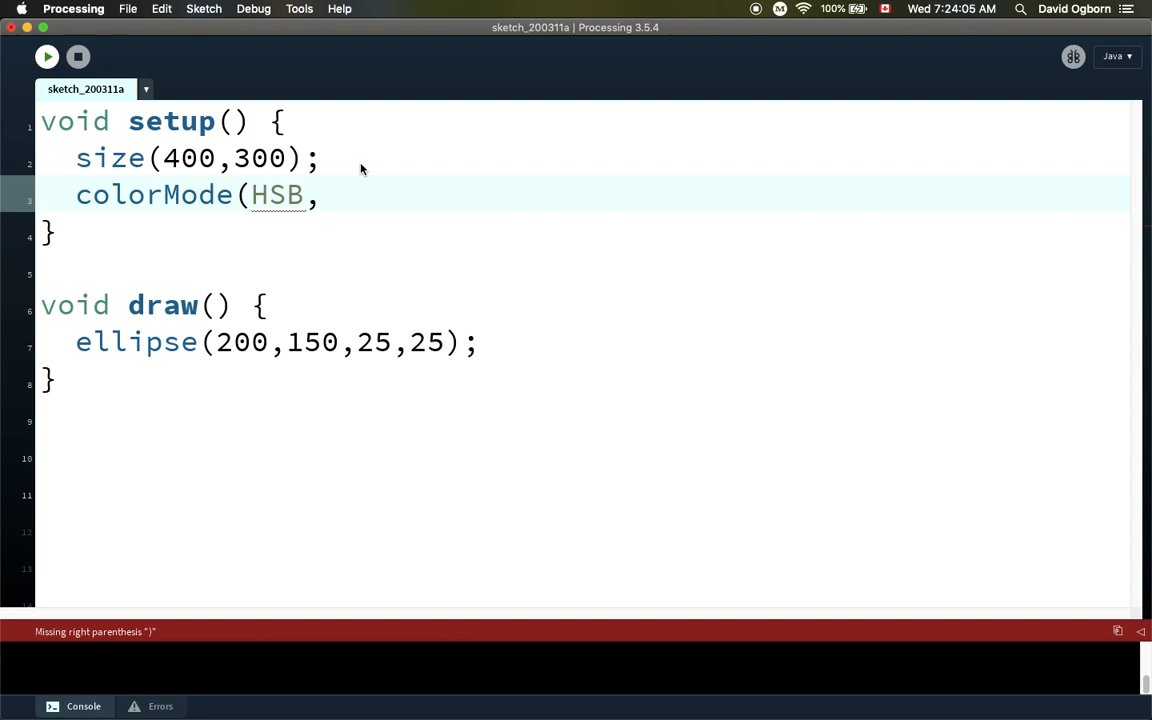 Processing File Edit Sketch Debug Tools Help M 100% Wed 7:24:05 AM David Ogborn
sketch_200311a | Processing 3.5.4
Java ▾
sketch_200311a ▾
1 void setup() {
2 size(400,300);
3 colorMode(HSB,
4 }
5
6 void draw() {
7 ellipse(200,150,25,25);
8 }
9
10
11
12
13
Missing right parenthesis ")"
Console Errors